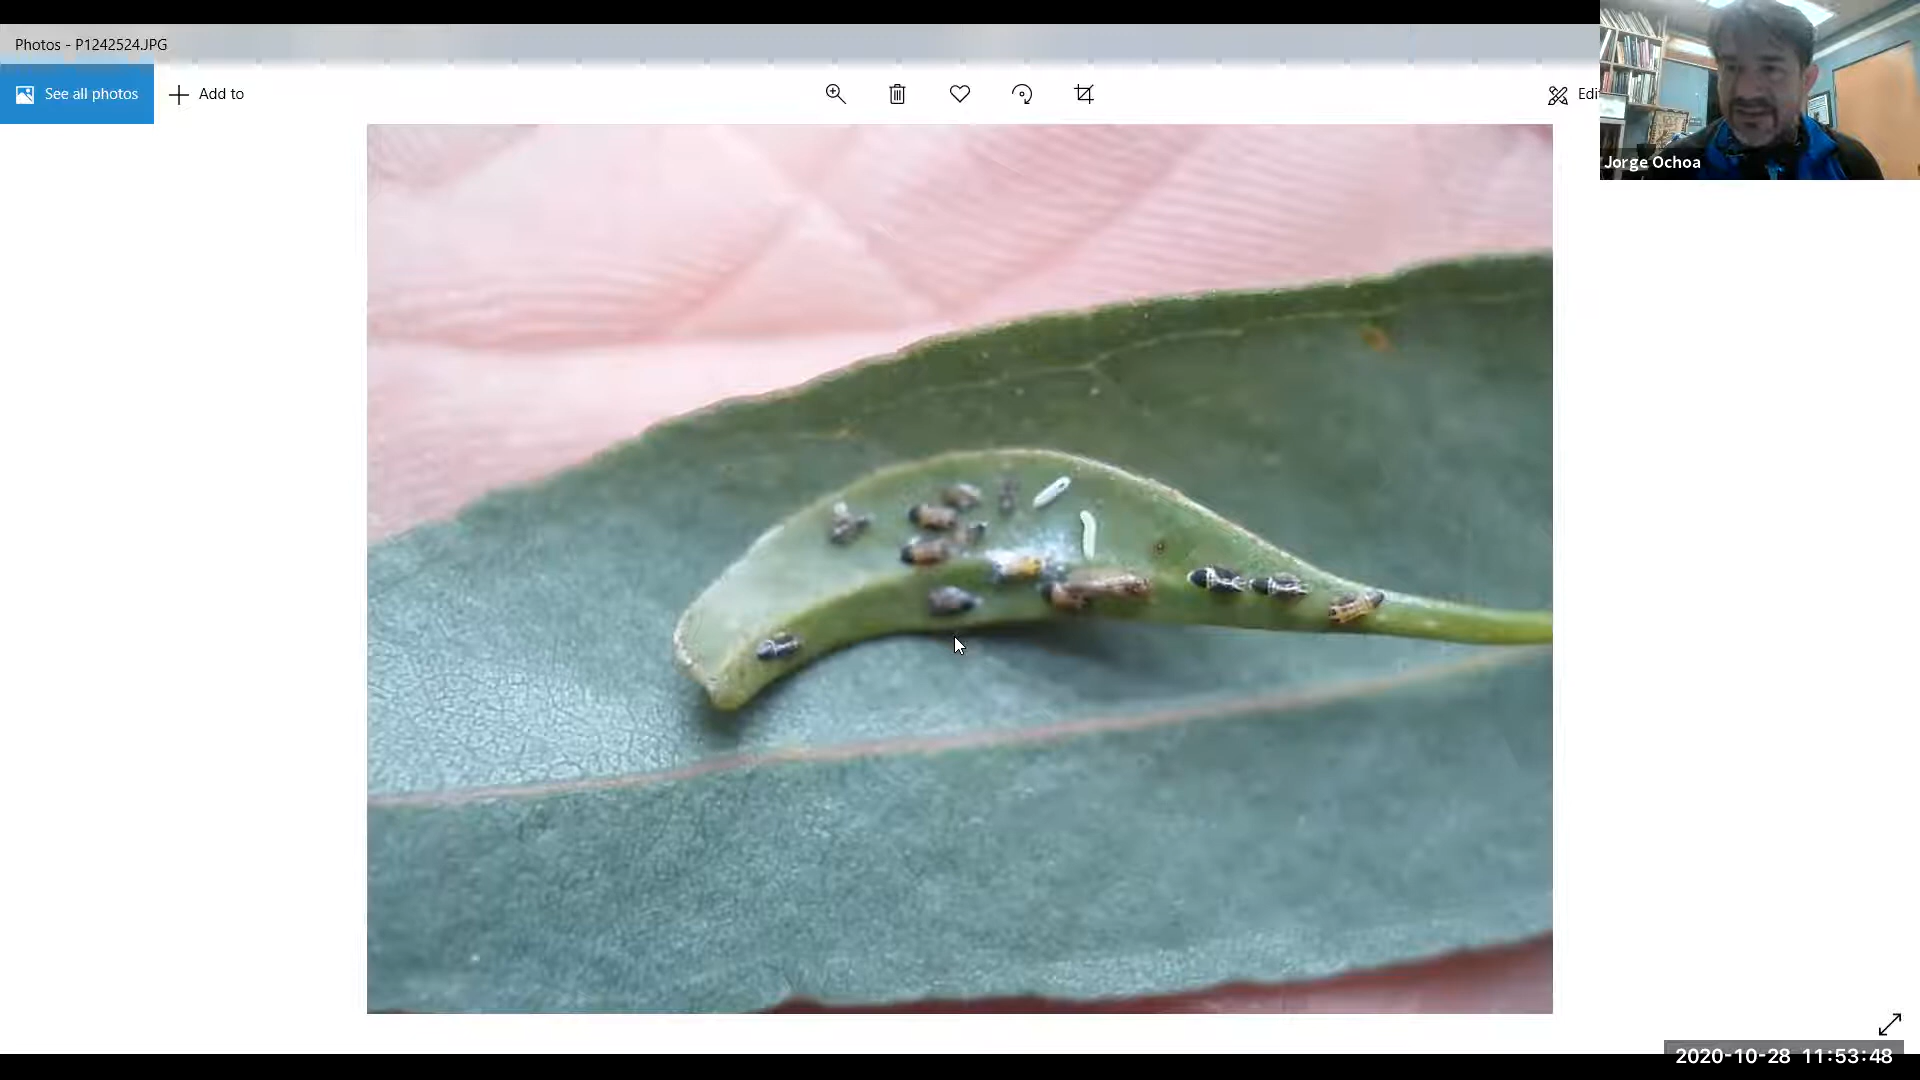 Photos - P1242524.JPG
See all photos
Add to
Edi
Jorge Ochoa
2020-10-28 11:53:48